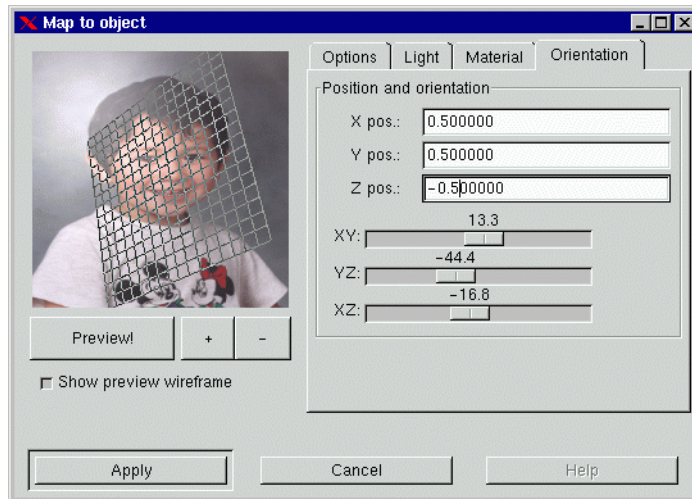 Map to object
Options Light Material Orientation
Position and orientation
X pos.: 0.500000
Y pos.: 0.500000
Z pos.: -0.500000
13.3
XY:
-44.4
YZ:
-16.8
XZ:
Preview! + -
Show preview wireframe
Apply Cancel Help